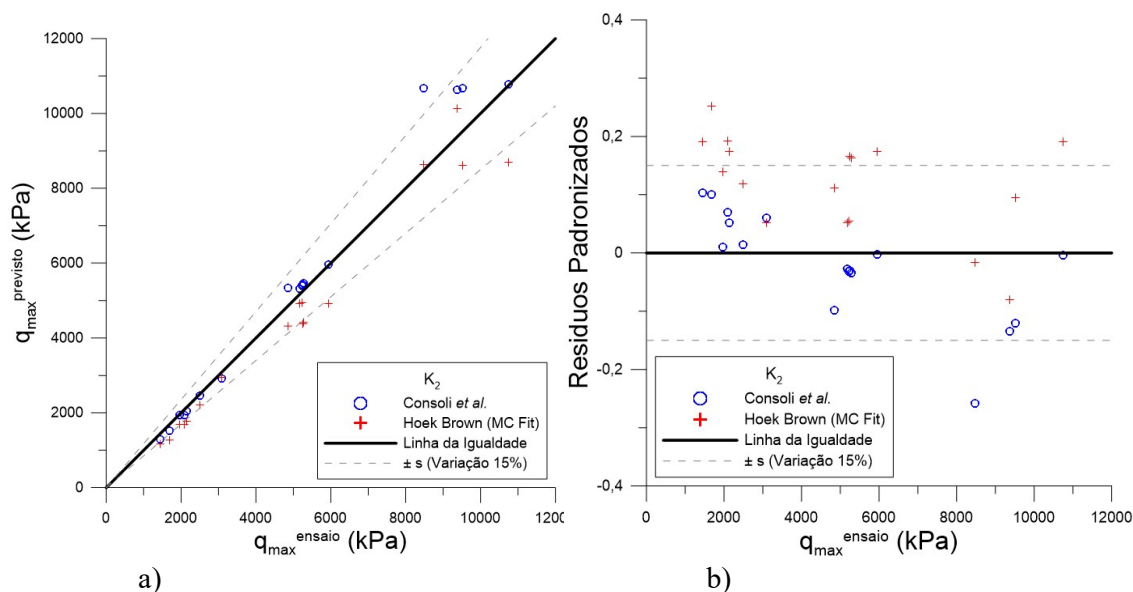 12000
10000
8000
6000
4000
2000
0
q_max^previsto (kPa)
0 2000 4000 6000 8000 10000 1200
q_max^ensaio (kPa)
K₂
Consoli et al.
Hoek Brown (MC Fit)
Linha da Igualdade
± s (Variação 15%)
a)
0,4
0,2
0
-0,2
-0,4
Residuos Padronizados
0 2000 4000 6000 8000 10000 12000
q_max^ensaio (kPa)
K₂
Consoli et al.
Hoek Brown (MC Fit)
Linha da Igualdade
± s (Variação 15%)
b)